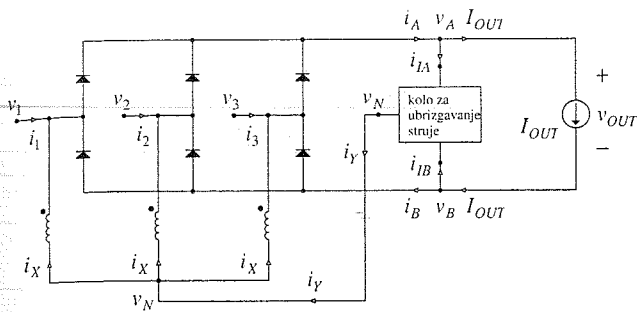 i_A v_A I_OUT
i_IA
v_1 v_2 v_3 v_N
kolo za
ubrizgavanje
struje
I_OUT
+
v_OUT
−
i_1 i_2 i_3
i_Y
i_IB
i_B v_B I_OUT
i_X i_X i_X
v_N
i_Y